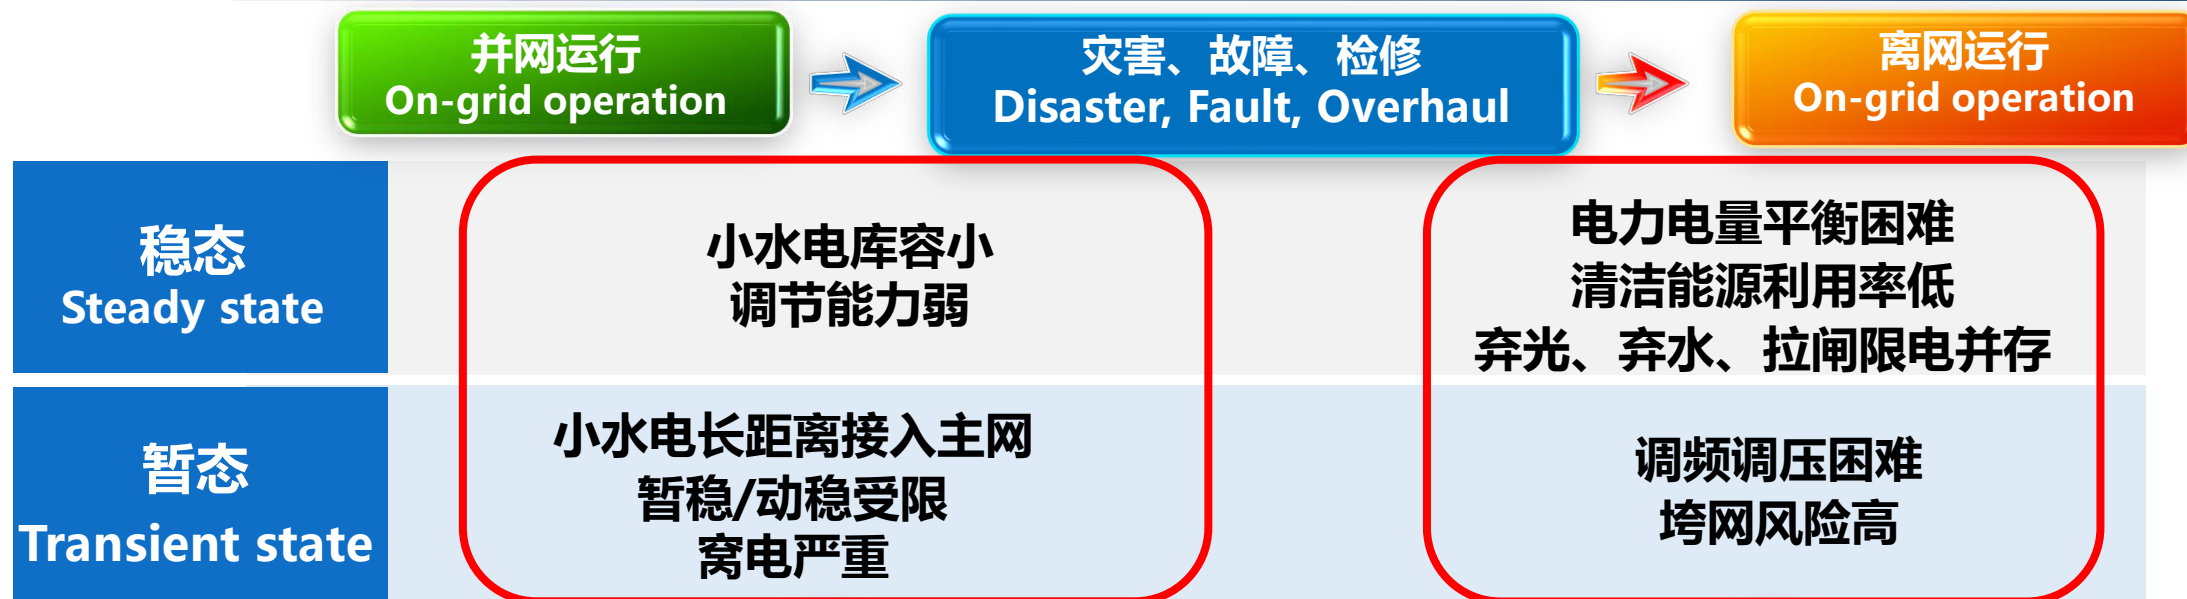 并网运行
On-grid operation
灾害、故障、检修
Disaster, Fault, Overhaul
离网运行
On-grid operation
稳态
Steady state
小水电库容小
调节能力弱
电力电量平衡困难
清洁能源利用率低
弃光、弃水、拉闸限电并存
暂态
Transient state
小水电长距离接入主网
暂稳/动稳受限
窝电严重
调频调压困难
垮网风险高